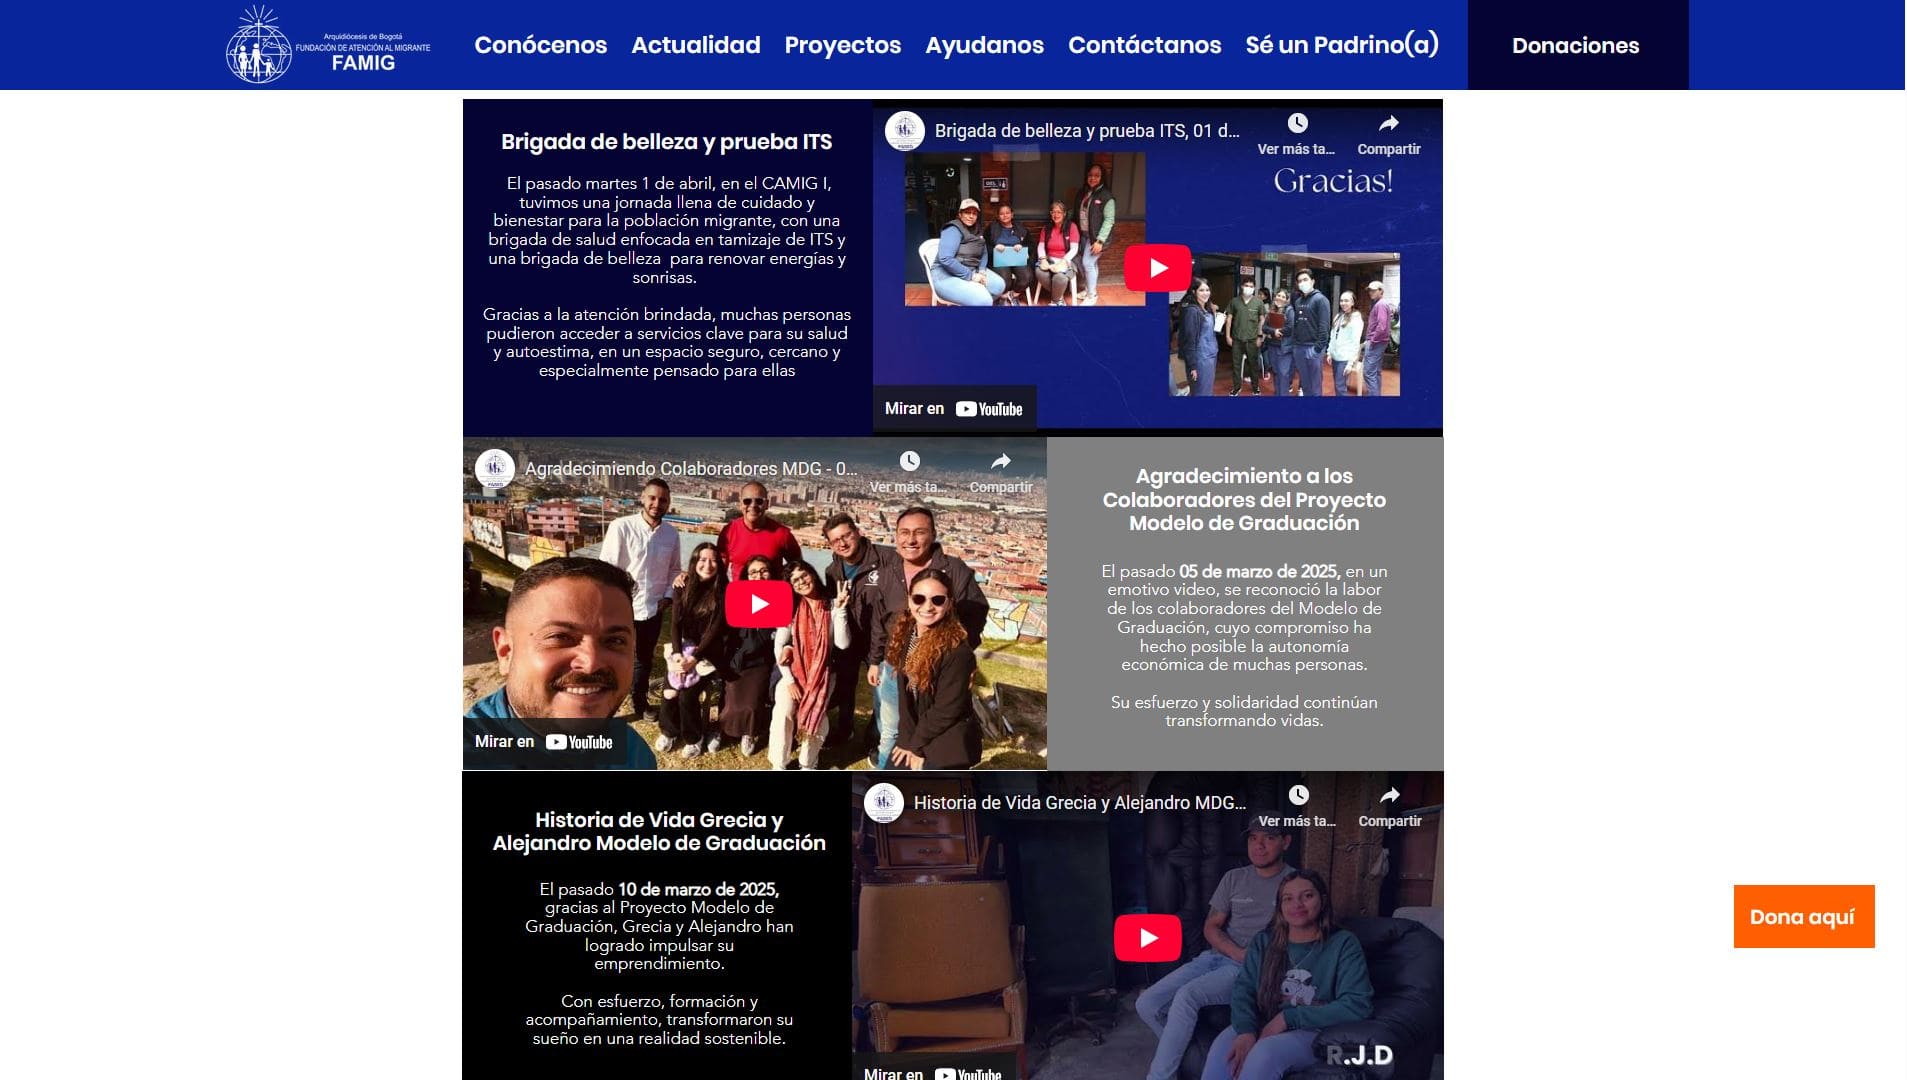 Arquidiócesis de Bogotá
FUNDACIÓN DE ATENCIÓN AL MIGRANTE
FAMIG
Conócenos
Actualidad
Proyectos
Ayudanos
Contáctanos
Sé un Padrino(a)
Donaciones
Brigada de belleza y prueba ITS
El pasado martes 1 de abril, en el CAMIG I,
tuvimos una jornada llena de cuidado y
bienestar para la población migrante, con una
brigada de salud enfocada en tamizaje de ITS y
una brigada de belleza para renovar energías y
sonrisas.
Gracias a la atención brindada, muchas personas
pudieron acceder a servicios clave para su salud
y autoestima, en un espacio seguro, cercano y
especialmente pensado para ellas
Brigada de belleza y prueba ITS, 01 d...
Ver más ta...
Compartir
Gracias!
Mirar en YouTube
Agradecimiendo Colaboradores MDG - 0...
Ver más ta...
Compartir
Mirar en YouTube
Agradecimiento a los
Colaboradores del Proyecto
Modelo de Graduación
El pasado 05 de marzo de 2025, en un
emotivo video, se reconoció la labor
de los colaboradores del Modelo de
Graduación, cuyo compromiso ha
hecho posible la autonomía
económica de muchas personas.
Su esfuerzo y solidaridad continúan
transformando vidas.
Historia de Vida Grecia y
Alejandro Modelo de Graduación
El pasado 10 de marzo de 2025,
gracias al Proyecto Modelo de
Graduación, Grecia y Alejandro han
logrado impulsar su
emprendimiento.
Con esfuerzo, formación y
acompañamiento, transformaron su
sueño en una realidad sostenible.
Historia de Vida Grecia y Alejandro MDG...
Ver más ta...
Compartir
R.J.D
Mirar en YouTube
Dona aquí